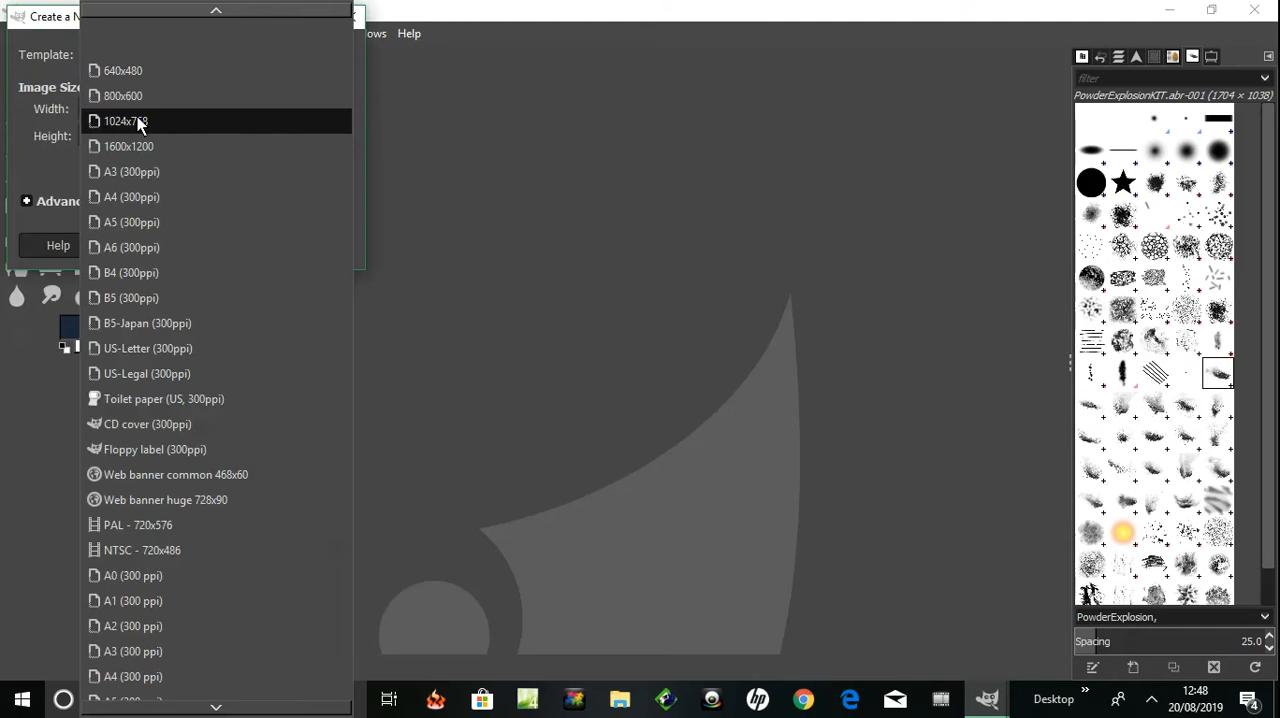 Create a N
Template:
Image Size
Width:
Height:
Advanc
Help
640x480
800x600
1024x768
1600x1200
A3 (300ppi)
A4 (300ppi)
A5 (300ppi)
A6 (300ppi)
B4 (300ppi)
B5 (300ppi)
B5-Japan (300ppi)
US-Letter (300ppi)
US-Legal (300ppi)
Toilet paper (US, 300ppi)
CD cover (300ppi)
Floppy label (300ppi)
Web banner common 468x60
Web banner huge 728x90
PAL - 720x576
NTSC - 720x486
A0 (300 ppi)
A1 (300 ppi)
A2 (300 ppi)
A3 (300 ppi)
A4 (300 ppi)
ows Help
filter
PowderExplosionKIT.abr-001 (1704 × 1038)
PowderExplosion,
Spacing 25.0
Desktop
12:48
20/08/2019
4